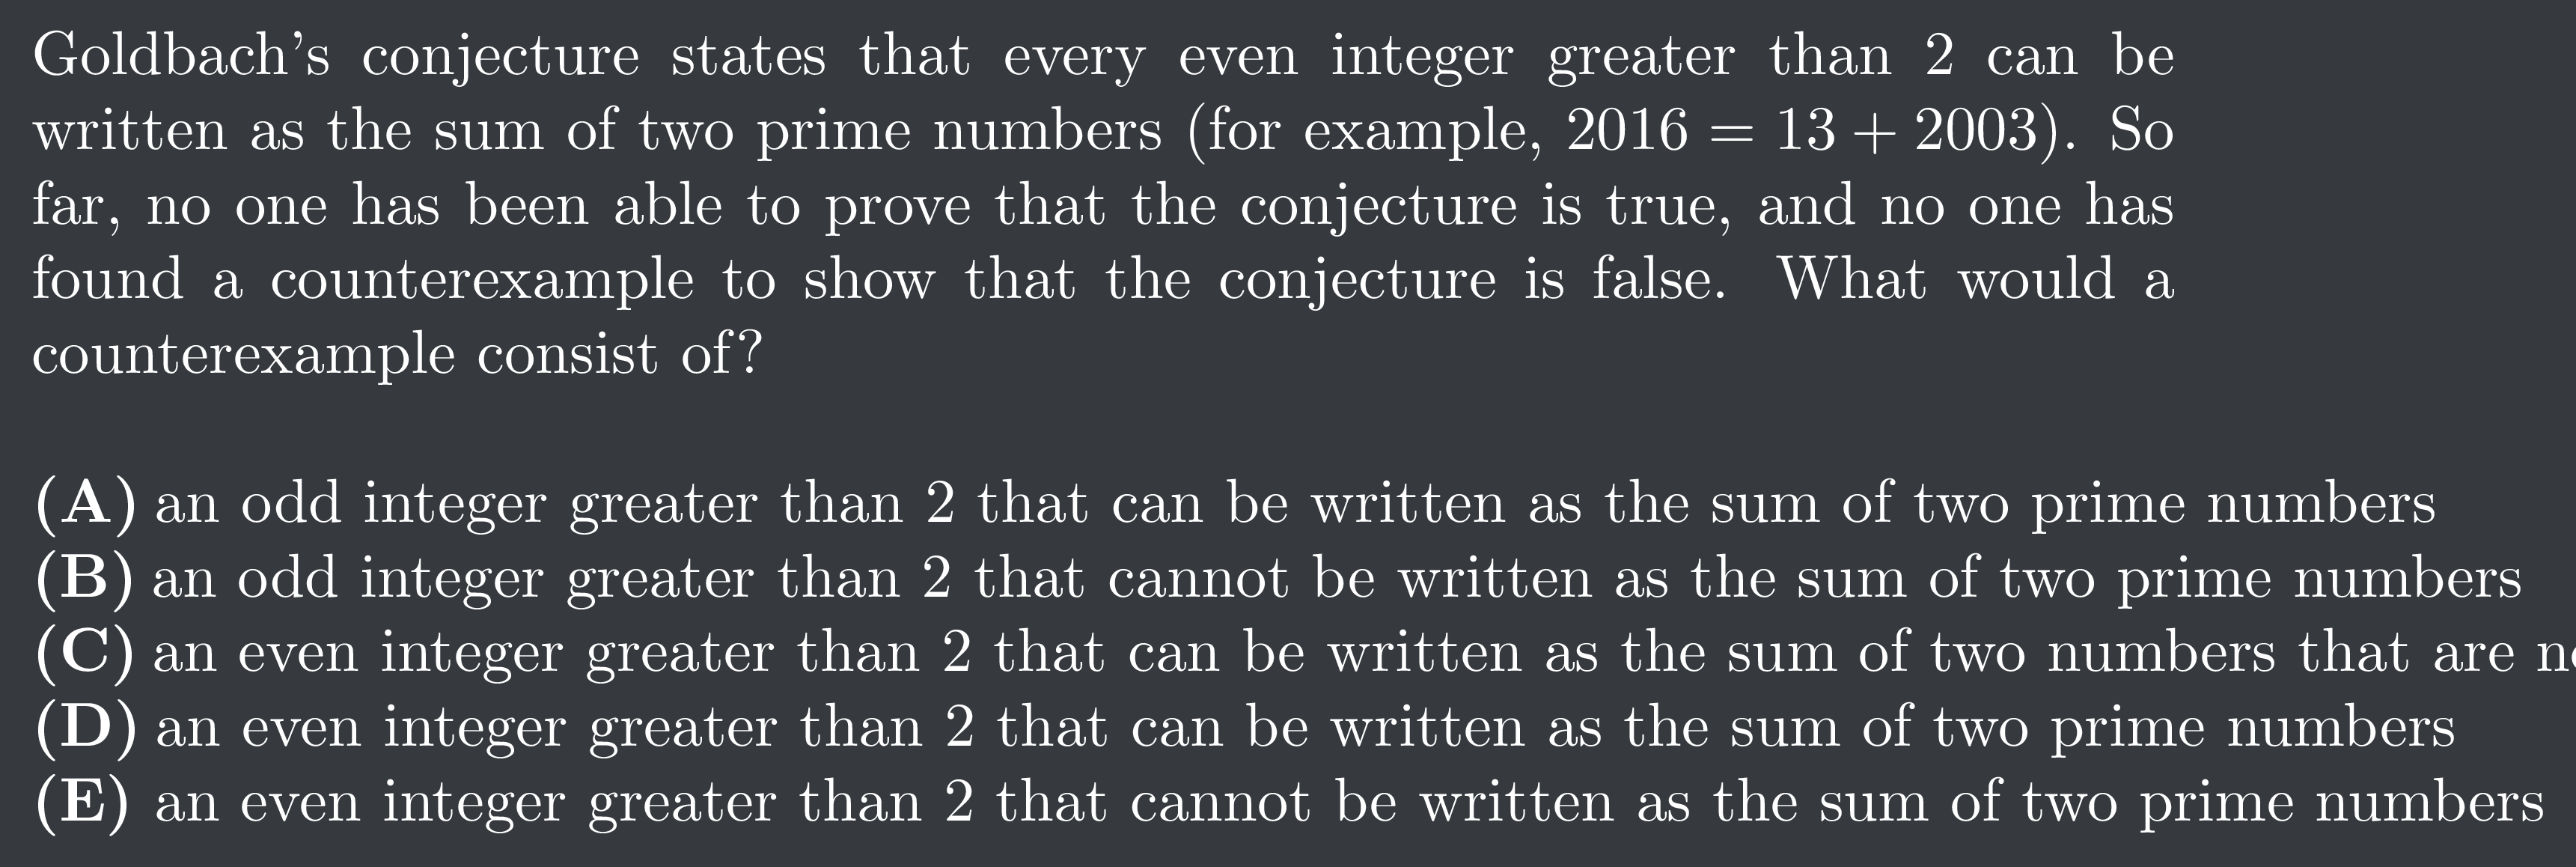 Goldbach's conjecture states that every even integer greater than 2 can be
written as the sum of two prime numbers (for example, 2016 = 13 + 2003). So
far, no one has been able to prove that the conjecture is true, and no one has
found a counterexample to show that the conjecture is false. What would a
counterexample consist of?
(A) an odd integer greater than 2 that can be written as the sum of two prime numbers
(B) an odd integer greater than 2 that cannot be written as the sum of two prime numbers
(C) an even integer greater than 2 that can be written as the sum of two numbers that are
(D) an even integer greater than 2 that can be written as the sum of two prime numbers
(E) an even integer greater than 2 that cannot be written as the sum of two prime numbers